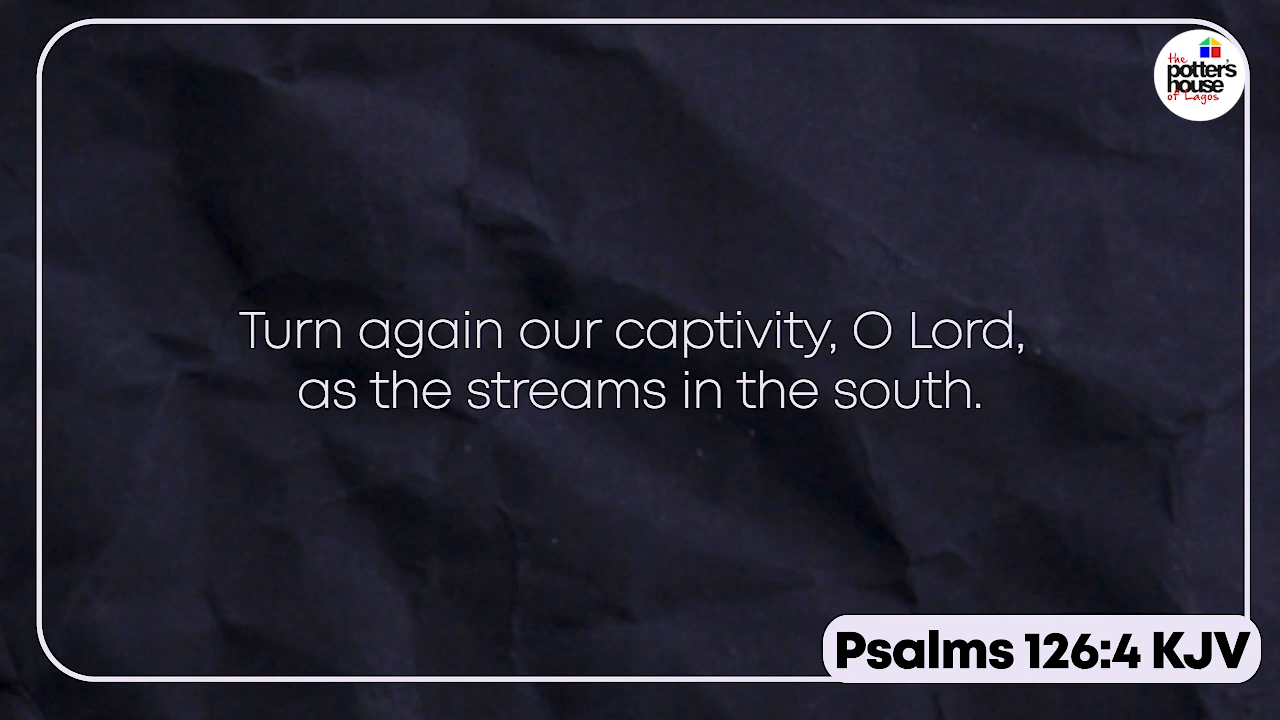 the
potter's
house
of Lagos
Turn again our captivity, O Lord,
as the streams in the south.
Psalms 126:4 KJV